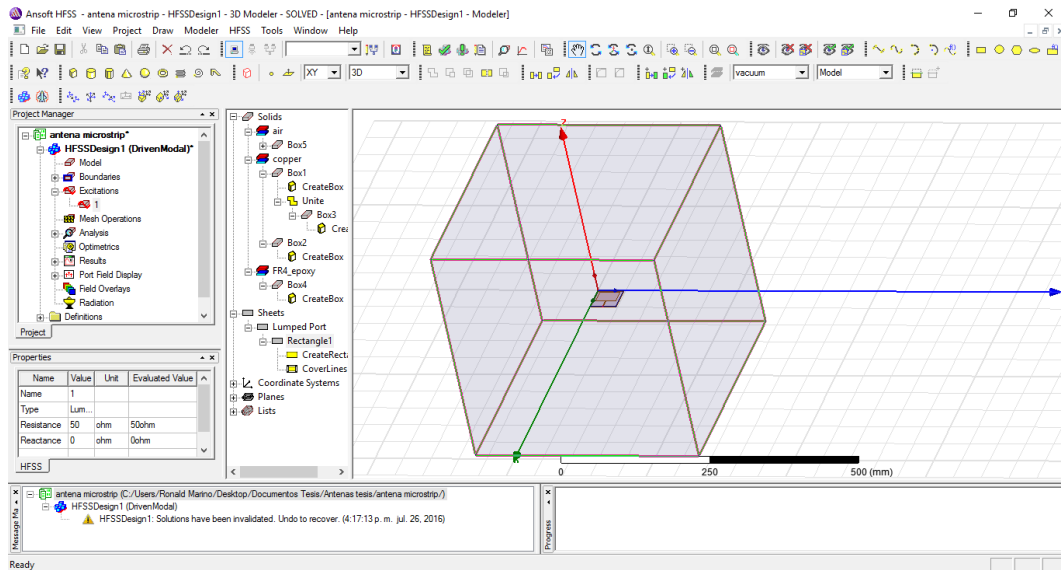 Ansoft HFSS - antena microstrip - HFSSDesign1 - 3D Modeler - SOLVED - [antena microstrip - HFSSDesign1 - Modeler]
File Edit View Project Draw Modeler HFSS Tools Window Help
XY 3D vacuum Model
Project Manager
antena microstrip*
HFSSDesign1 (DrivenModal)*
Model
Boundaries
Excitations
1
Mesh Operations
Analysis
Optimetrics
Results
Port Field Display
Field Overlays
Radiation
Definitions
Project
Properties
Name Value Unit Evaluated Value
Name 1
Type Lum...
Resistance 50 ohm 50ohm
Reactance 0 ohm 0ohm
HFSS
Solids
air
Box5
copper
Box1
CreateBox
Unite
Box3
Crea
Box2
CreateBox
FR4_epoxy
Box4
CreateBox
Sheets
Lumped Port
Rectangle1
CreateRecta
CoverLines
Coordinate Systems
Planes
Lists
0 250 500 (mm)
Message Ma
antena microstrip (C:/Users/Ronald Marino/Desktop/Documentos Tesis/Antenas tesis/antena microstrip/)
HFSSDesign1 (DrivenModal)
HFSSDesign1: Solutions have been invalidated. Undo to recover. (4:17:13 p. m. jul. 26, 2016)
Progress
Ready